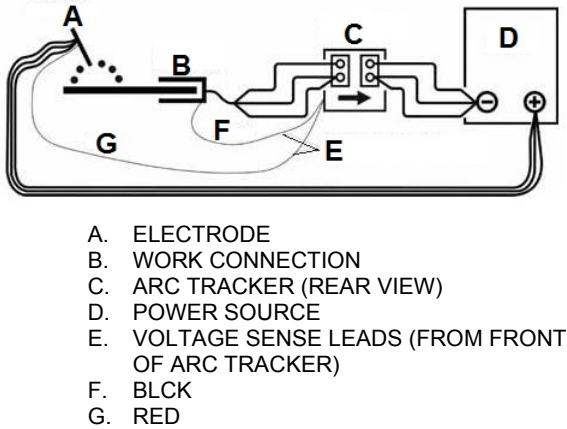 A
B
C
D
−
+
F
E
G
A. ELECTRODE
B. WORK CONNECTION
C. ARC TRACKER (REAR VIEW)
D. POWER SOURCE
E. VOLTAGE SENSE LEADS (FROM FRONT
OF ARC TRACKER)
F. BLCK
G. RED